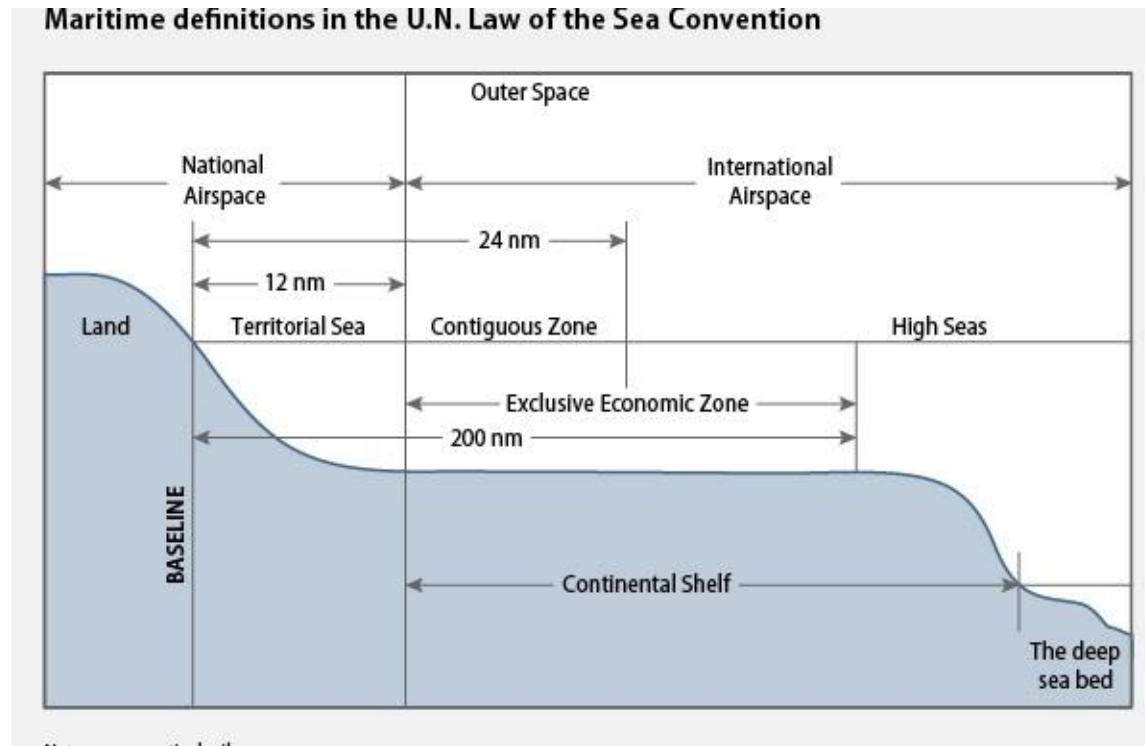 Maritime definitions in the U.N. Law of the Sea Convention
Outer Space
National
Airspace
International
Airspace
24 nm
12 nm
Land
Territorial Sea
Contiguous Zone
High Seas
Exclusive Economic Zone
200 nm
BASELINE
Continental Shelf
The deep
sea bed